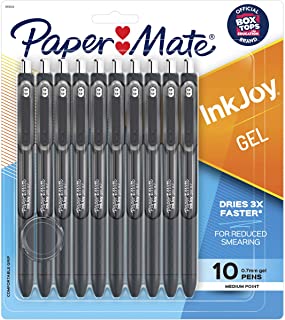 OFFICIAL
BOX TOPS
FOR EDUCATION
BRAND
Paper Mate
InkJoy
GEL
DRIES 3X
FASTER*
FOR REDUCED
SMEARING
10 0.7mm gel
PENS
MEDIUM POINT
COMFORTABLE GRIP